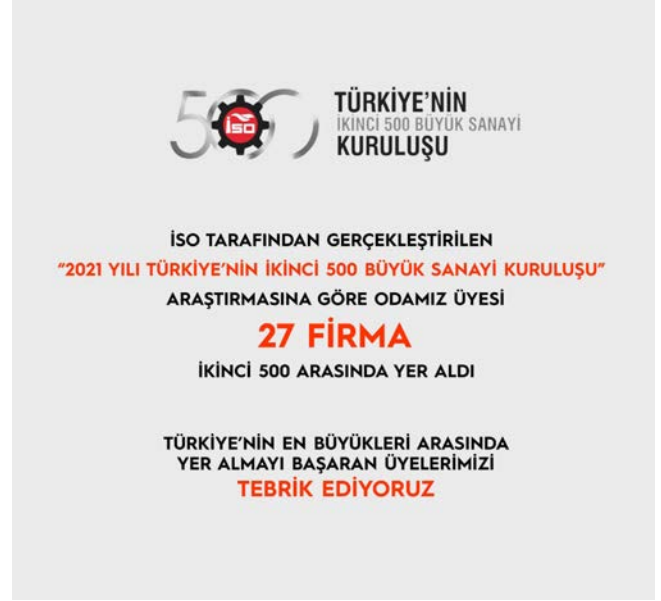 500
İSO
TÜRKİYE'NİN
İKİNCİ 500 BÜYÜK SANAYİ
KURULUŞU
İSO TARAFINDAN GERÇEKLEŞTİRİLEN
“2021 YILI TÜRKİYE'NİN İKİNCİ 500 BÜYÜK SANAYİ KURULUŞU”
ARAŞTIRMASINA GÖRE ODAMIZ ÜYESİ
27 FİRMA
İKİNCİ 500 ARASINDA YER ALDI
TÜRKİYE'NİN EN BÜYÜKLERİ ARASINDA
YER ALMAYI BAŞARAN ÜYELERİMİZİ
TEBRİK EDİYORUZ